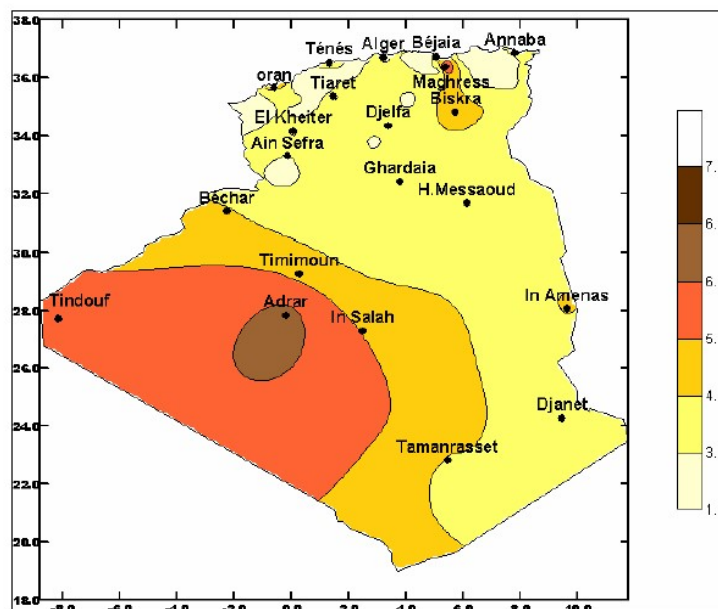 38.0
Ténés
Alger
Béjaia
Annaba
36.0
oran
Tiaret
Maghress
Biskra
El Kheiter
Djelfa
34.0
Ain Sefra
Ghardaia
32.0
Bechar
H.Messaoud
7.
6.
30.0
Timimoun
6.
Tindouf
Adrar
In Salah
In Amenas
28.0
5.
26.0
4.
24.0
Djanet
Tamanrasset
3.
22.0
1.
20.0
18.0